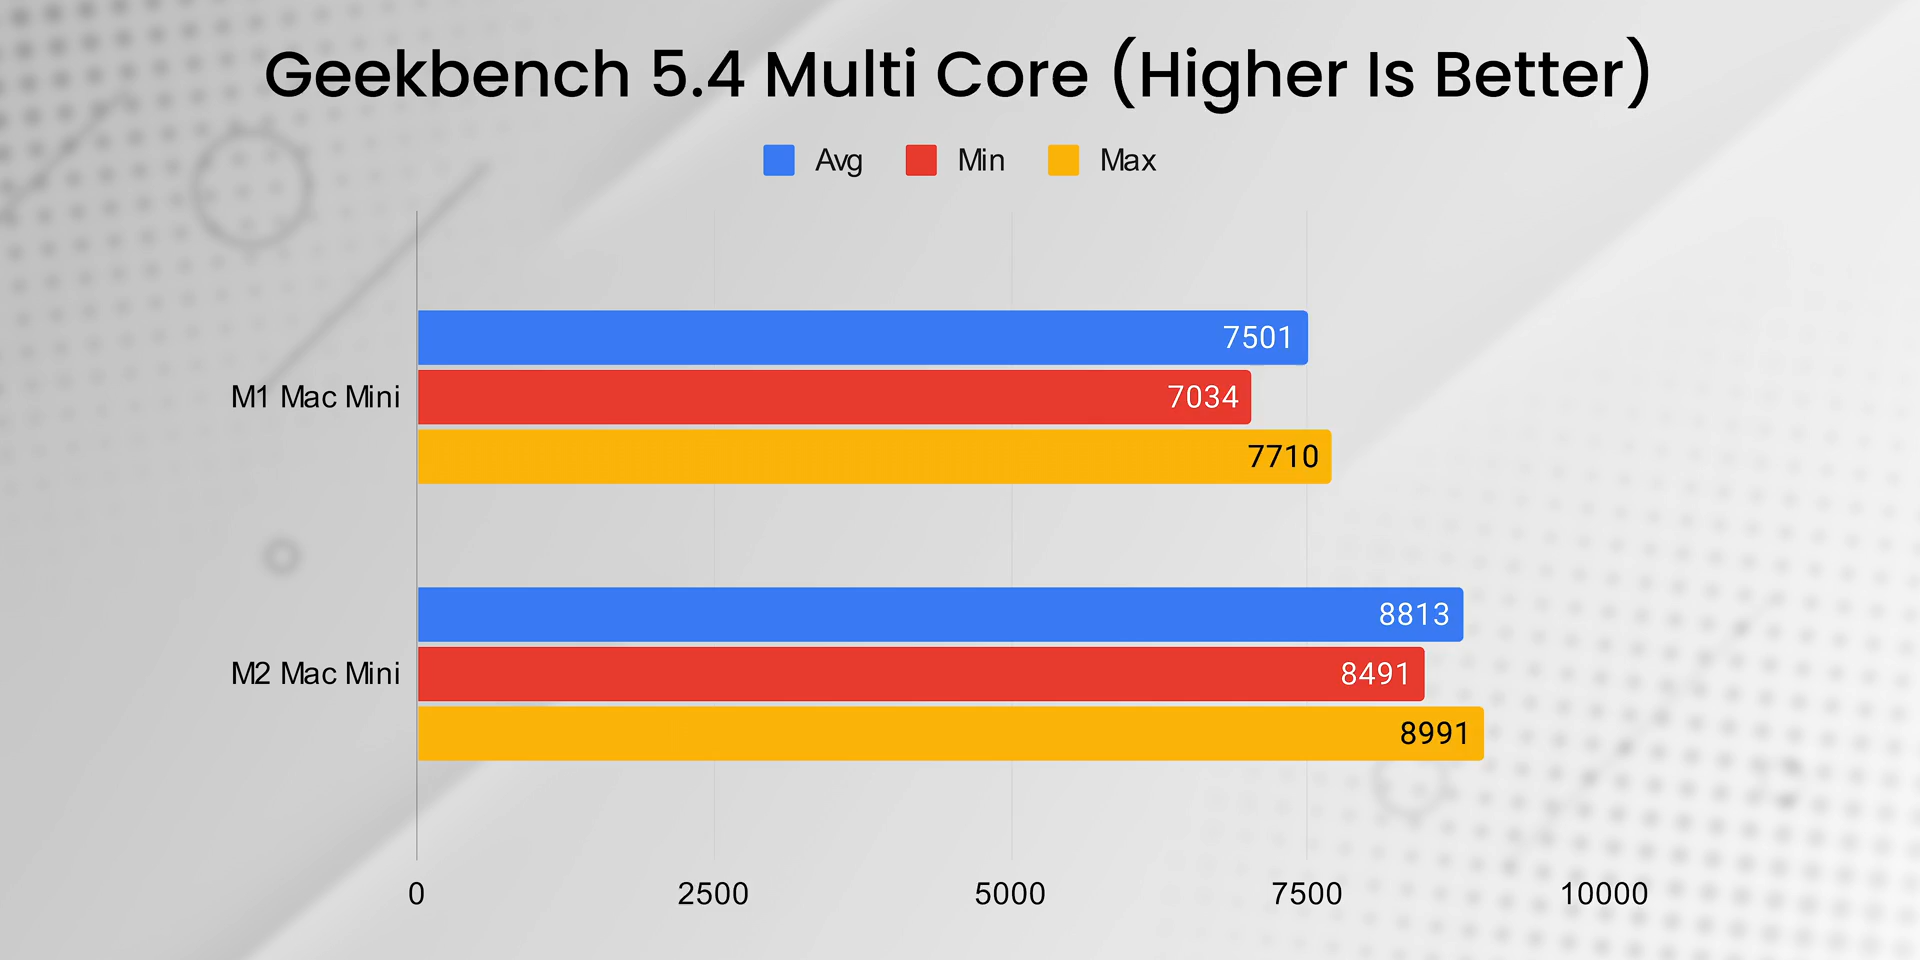 Geekbench 5.4 Multi Core (Higher Is Better)
Avg Min Max
7501
M1 Mac Mini 7034
7710
8813
M2 Mac Mini 8491
8991
0 2500 5000 7500 10000